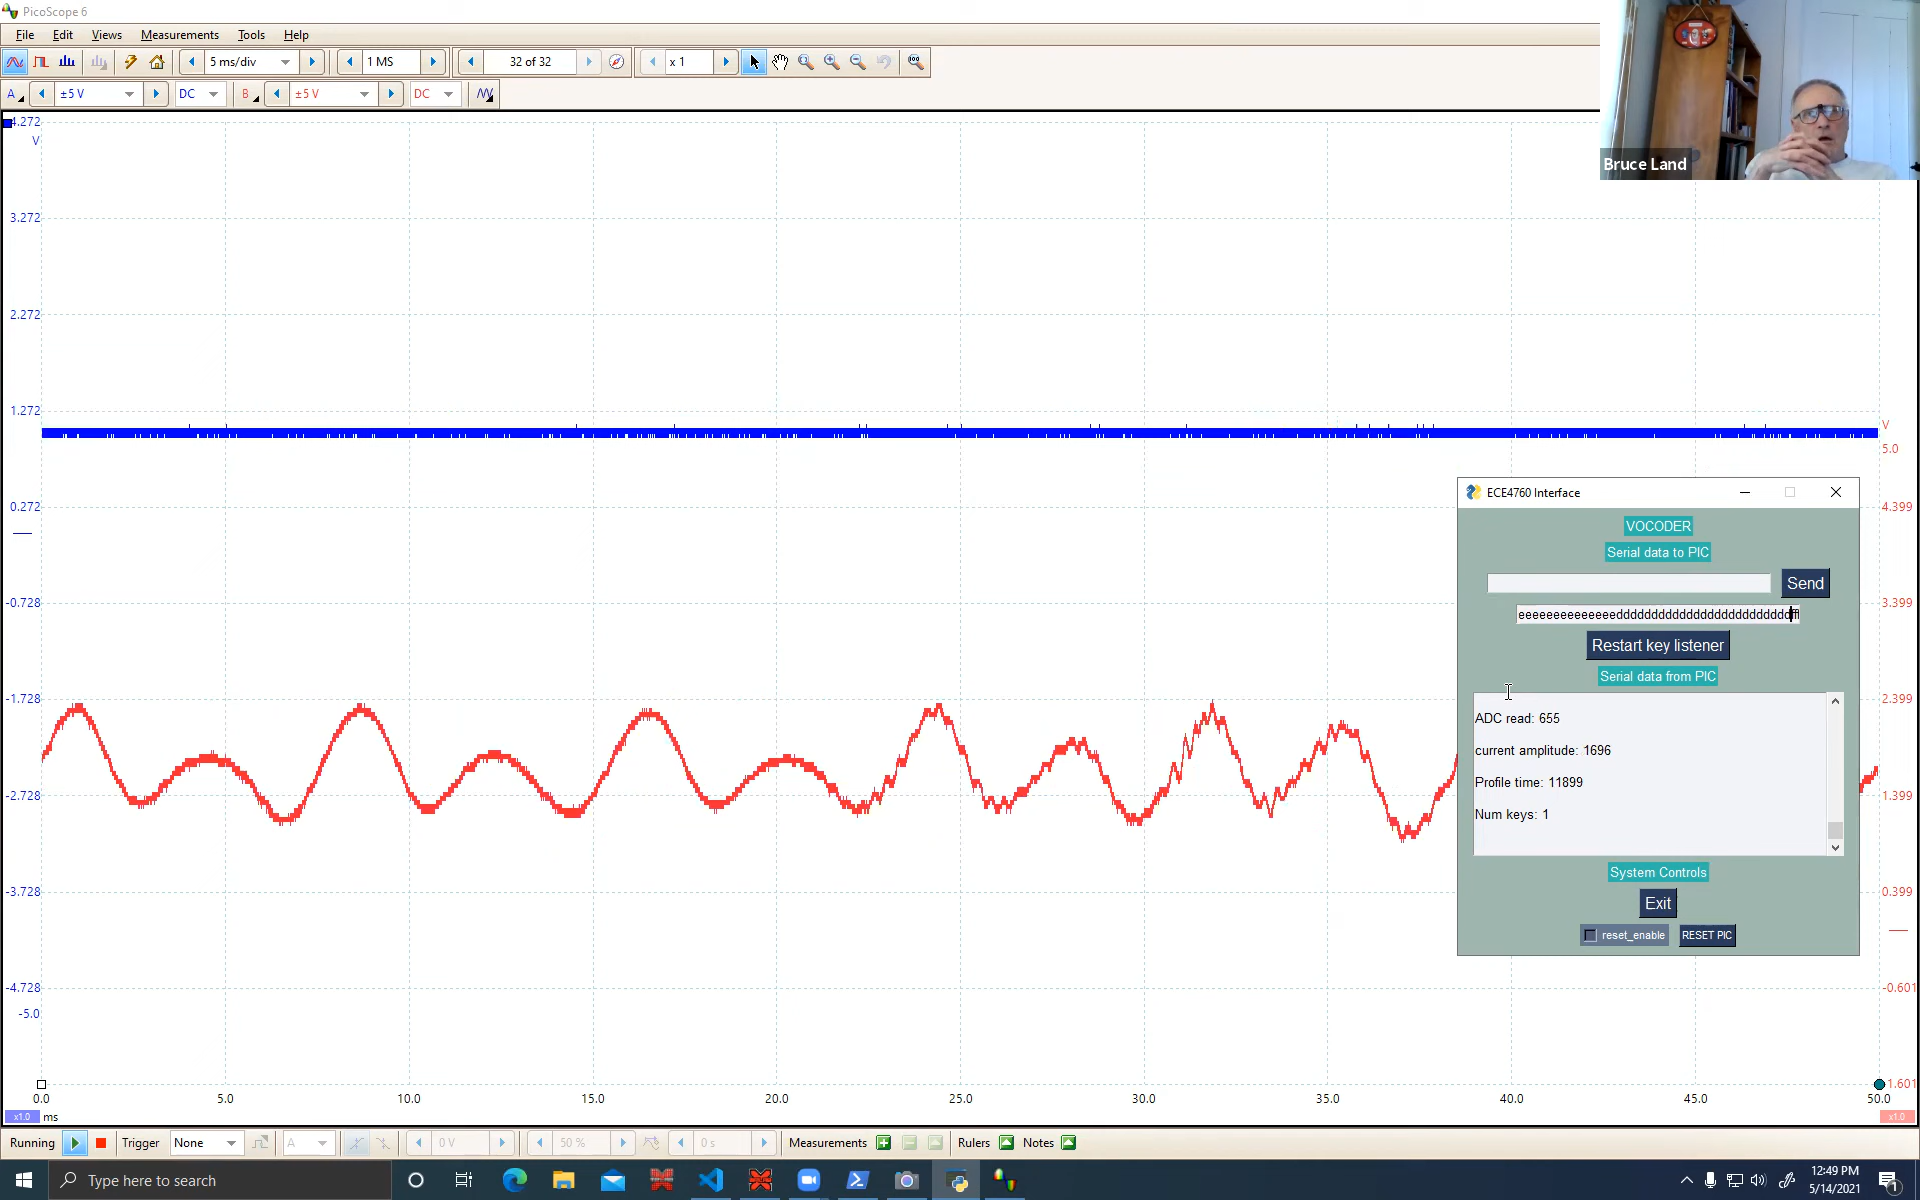 PicoScope 6
File Edit Views Measurements Tools Help
5 ms/div 1 MS 32 of 32 x 1
A ±5 V DC B ±5 V DC
Bruce Land
4.272
V
3.272
2.272
1.272
0.272
-0.728
-1.728
-2.728
-3.728
-4.728
-5.0
V
5.0
4.399
3.399
2.399
1.399
0.399
-0.601
-1.601
ECE4760 Interface
VOCODER
Serial data to PIC
Send
Restart key listener
Serial data from PIC
ADC read: 655
current amplitude: 1696
Profile time: 11899
Num keys: 1
System Controls
Exit
reset_enable RESET PIC
0.0 5.0 10.0 15.0 20.0 25.0 30.0 35.0 40.0 45.0 50.0
x1.0 ms x1.0
Running Trigger None A 0 V 50 % 0 s Measurements Rulers Notes
Type here to search
12:49 PM
5/14/2021
1